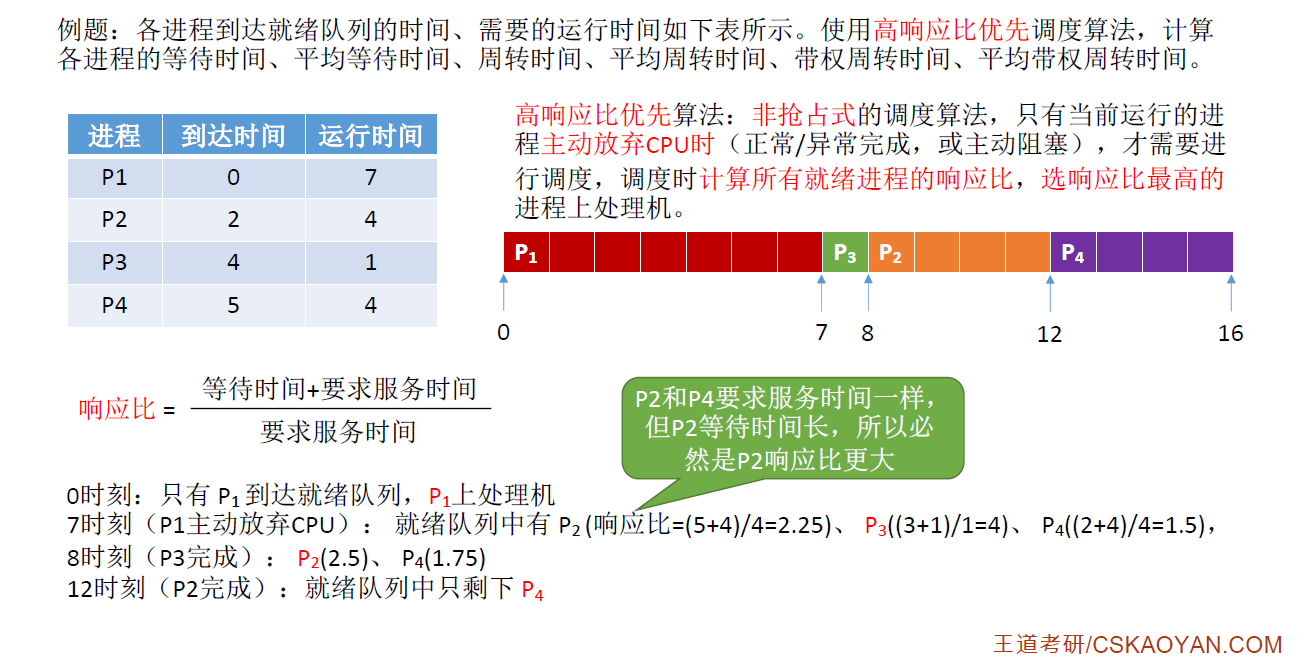 例题：各进程到达就绪队列的时间、需要的运行时间如下表所示。使用高响应比优先调度算法，计算
各进程的等待时间、平均等待时间、周转时间、平均周转时间、带权周转时间、平均带权周转时间。
进程 到达时间 运行时间
P1 0 7
P2 2 4
P3 4 1
P4 5 4
高响应比优先算法：非抢占式的调度算法，只有当前运行的进
程主动放弃CPU时（正常/异常完成，或主动阻塞），才需要进
行调度，调度时计算所有就绪进程的响应比，选响应比最高的
进程上处理机。
P₁ P₃ P₂ P₄
0 7 8 12 16
响应比 =
等待时间+要求服务时间
要求服务时间
P2和P4要求服务时间一样，
但P2等待时间长，所以必
然是P2响应比更大
0时刻：只有 P₁ 到达就绪队列，P₁上处理机
7时刻（P1主动放弃CPU）： 就绪队列中有 P₂ (响应比=(5+4)/4=2.25)、 P₃((3+1)/1=4)、 P₄((2+4)/4=1.5)，
8时刻（P3完成）： P₂(2.5)、 P₄(1.75)
12时刻（P2完成）：就绪队列中只剩下 P₄
王道考研/CSKAOYAN.COM